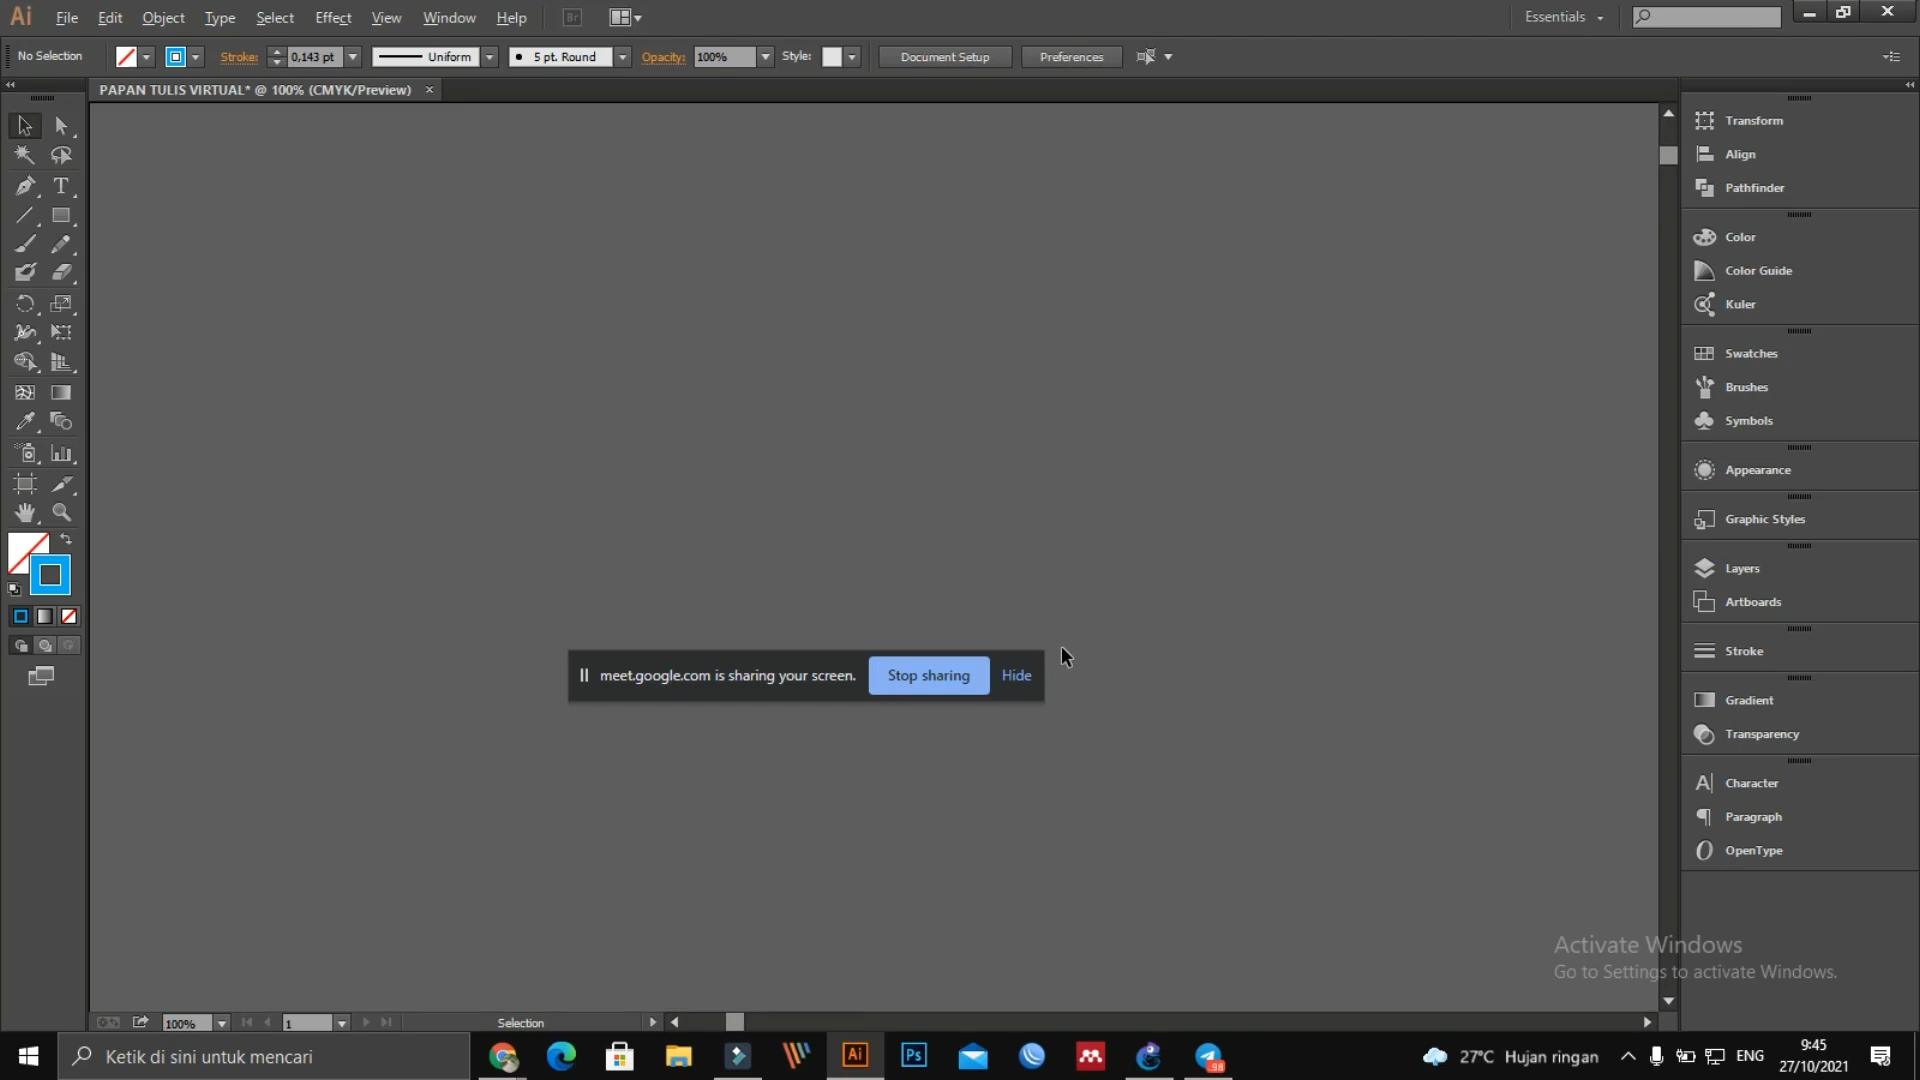 Ai File Edit Object Type Select Effect View Window Help Br Essentials
No Selection Stroke: 0,143 pt Uniform 5 pt. Round Opacity: 100% Style: Document Setup Preferences
PAPAN TULIS VIRTUAL* @ 100% (CMYK/Preview)
Transform
Align
Pathfinder
Color
Color Guide
Kuler
Swatches
Brushes
Symbols
Appearance
Graphic Styles
Layers
Artboards
Stroke
Gradient
Transparency
Character
Paragraph
OpenType
meet.google.com is sharing your screen. Stop sharing Hide
Activate Windows
Go to Settings to activate Windows.
100% 1 Selection
Ketik di sini untuk mencari
Ai Ps 98
27°C Hujan ringan ENG
9:45
27/10/2021